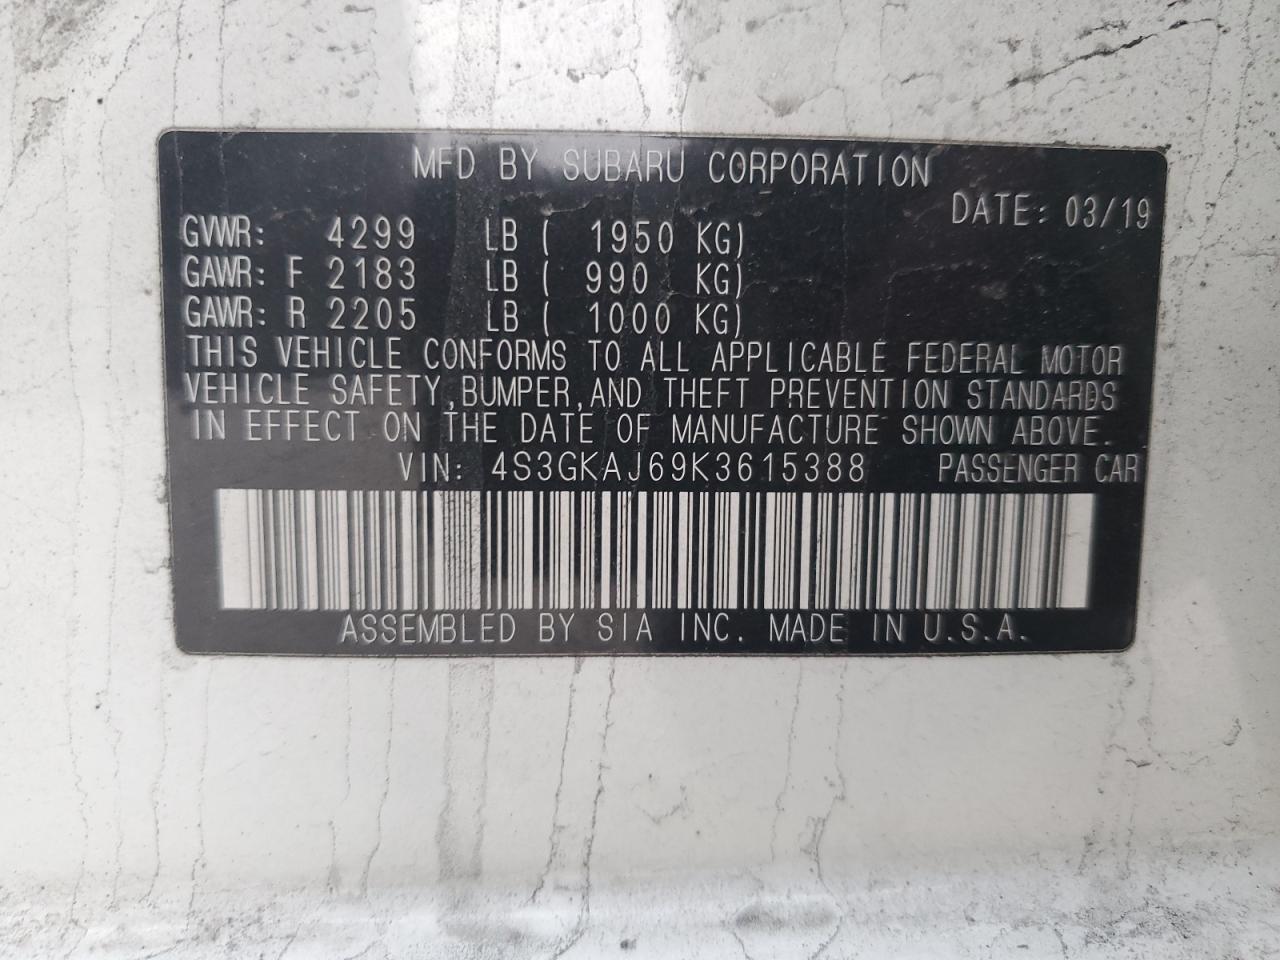 MFD BY SUBARU CORPORATION
DATE: 03/19
GVWR: 4299 LB ( 1950 KG)
GAWR: F 2183 LB ( 990 KG)
GAWR: R 2205 LB ( 1000 KG)
THIS VEHICLE CONFORMS TO ALL APPLICABLE FEDERAL MOTOR
VEHICLE SAFETY,BUMPER,AND THEFT PREVENTION STANDARDS
IN EFFECT ON THE DATE OF MANUFACTURE SHOWN ABOVE.
VIN: 4S3GKAJ69K3615388 PASSENGER CAR
ASSEMBLED BY SIA INC. MADE IN U.S.A.